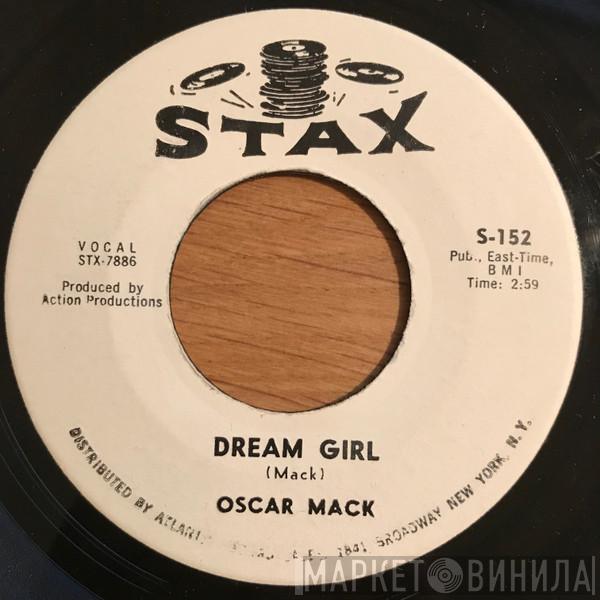 STAX
VOCAL
STX-7886
Produced by
Action Productions
S-152
Pub., East-Time,
BMI
Time: 2:59
DREAM GIRL
(Mack)
OSCAR MACK
DISTRIBUTED BY 1841 BROADWAY NEW YORK, N. Y.
МАРКЕТ ВИНИЛА